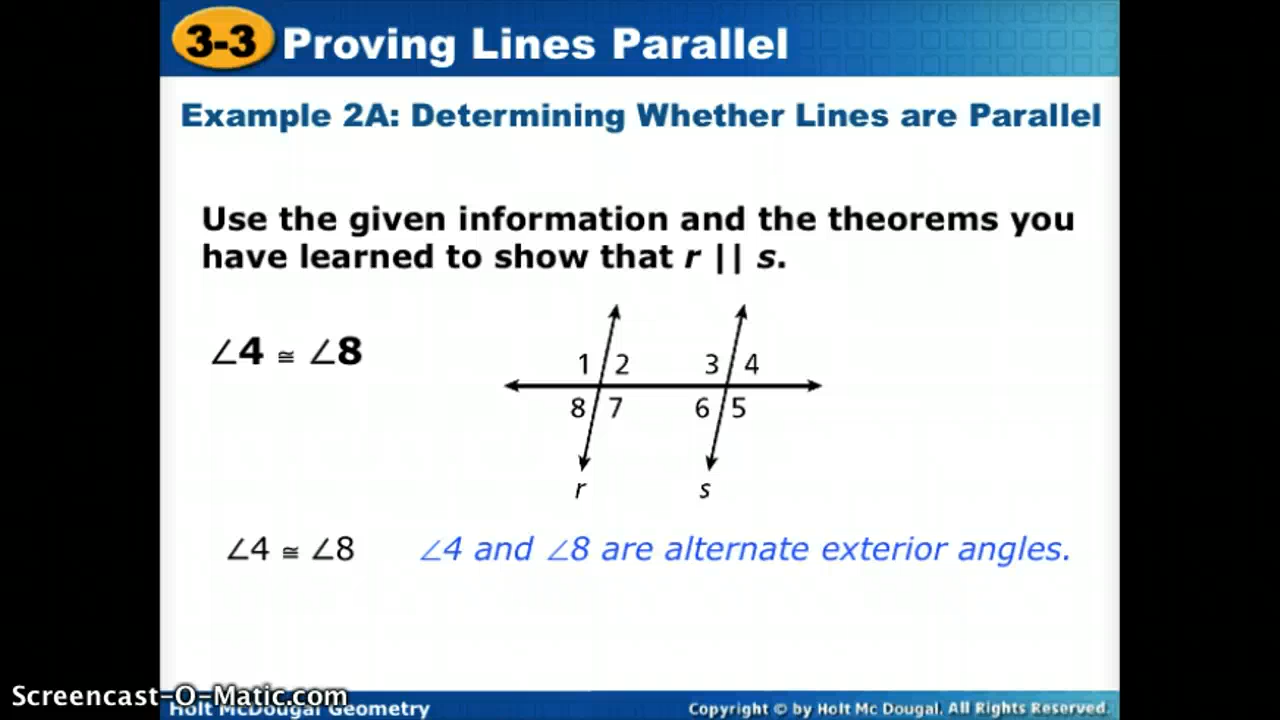 3-3 Proving Lines Parallel
Example 2A: Determining Whether Lines are Parallel
Use the given information and the theorems you
have learned to show that r || s.
∠4 ≅ ∠8
1 2 3 4
8 7 6 5
r s
∠4 ≅ ∠8 ∠4 and ∠8 are alternate exterior angles.
Screencast-O-Matic.com
Holt McDougal Geometry
Copyright © by Holt Mc Dougal. All Rights Reserved.